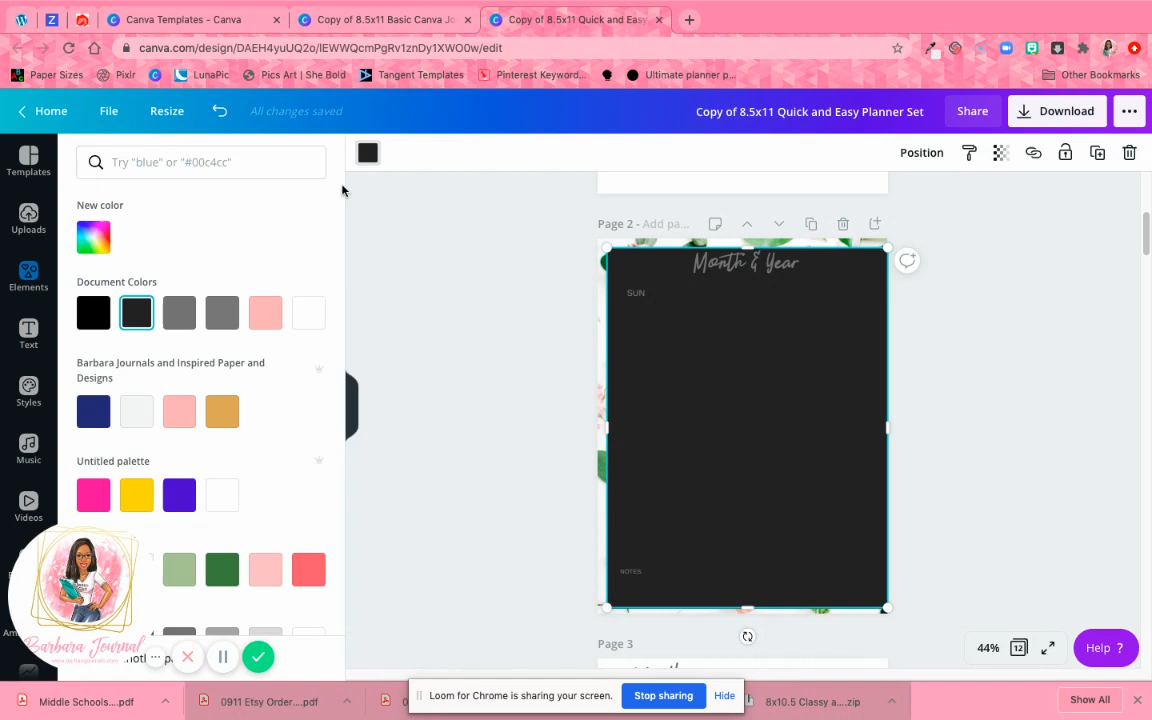 Canva Templates - Canva
Copy of 8.5x11 Basic Canva Jo
Copy of 8.5x11 Quick and Easy
canva.com/design/DAEH4yuUQ2o/lEWWQcmPgRv1znDy1XWO0w/edit
Paper Sizes
Pixlr
LunaPic
Pics Art | She Bold
Tangent Templates
Pinterest Keyword...
Ultimate planner p...
Other Bookmarks
Home
File
Resize
All changes saved
Copy of 8.5x11 Quick and Easy Planner Set
Share
Download
Templates
Uploads
Elements
Text
Styles
Music
Videos
Try "blue" or "#00c4cc"
New color
Document Colors
Barbara Journals and Inspired Paper and
Designs
Untitled palette
Position
Page 2 - Add pa...
Month & Year
SUN
NOTES
Page 3
44%
12
Help ?
Barbara Journal
www.barbarajournals.com
Middle Schools....pdf
0911 Etsy Order....pdf
Loom for Chrome is sharing your screen.
Stop sharing
Hide
8x10.5 Classy a....zip
Show All